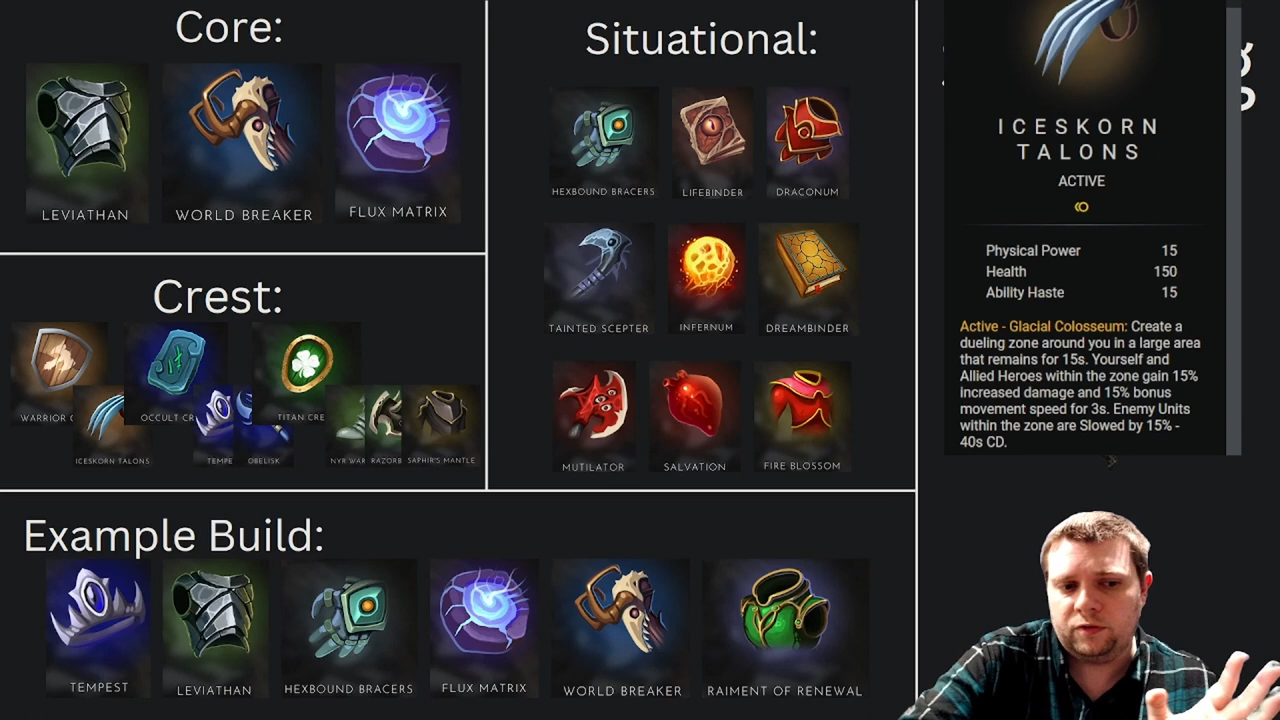 Core:
LEVIATHAN
WORLD BREAKER
FLUX MATRIX
Crest:
WARRIOR
OCCULT
TITAN
ICESKORN TALONS
OBELISK
SAPHIR'S MANTLE
Situational:
HEXBOUND BRACERS
LIFEBINDER
DRACONUM
TAINTED SCEPTER
INFERNUM
DREAMBINDER
MUTILATOR
SALVATION
FIRE BLOSSOM
Example Build:
TEMPEST
LEVIATHAN
HEXBOUND BRACERS
FLUX MATRIX
WORLD BREAKER
RAIMENT OF RENEWAL
ICESKORN
TALONS
ACTIVE
Physical Power 15
Health 150
Ability Haste 15
Active - Glacial Colosseum: Create a
dueling zone around you in a large area
that remains for 15s. Yourself and
Allied Heroes within the zone gain 15%
increased damage and 15% bonus
movement speed for 3s. Enemy Units
within the zone are Slowed by 15% -
40s CD.